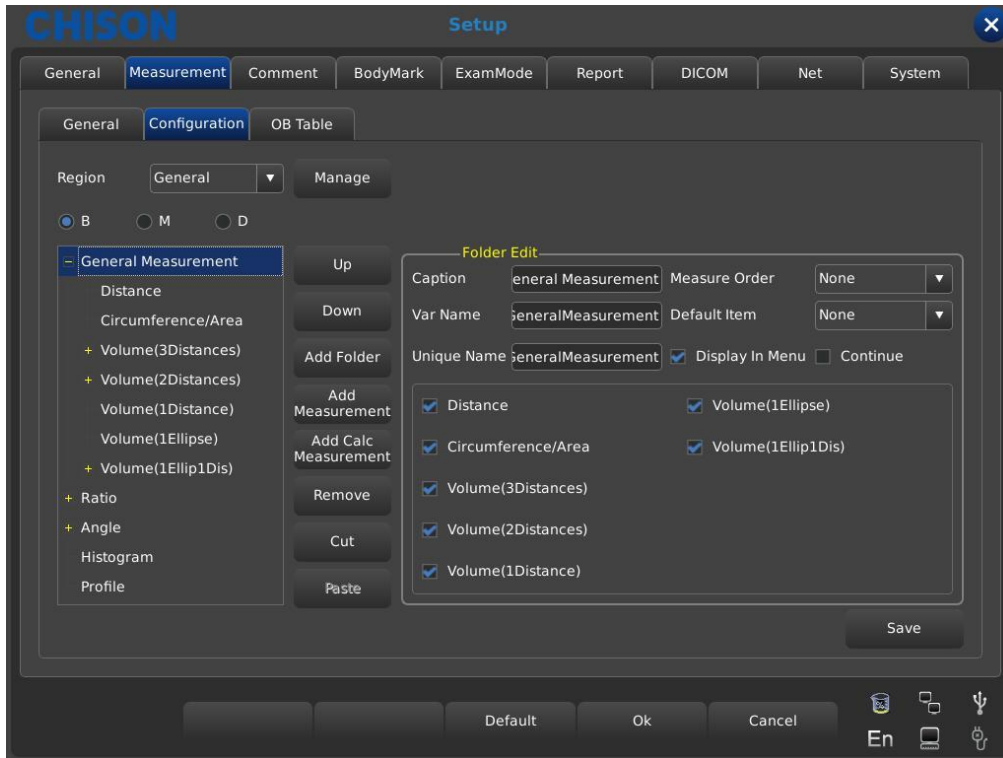 CHISON
Setup
General Measurement Comment BodyMark ExamMode Report DICOM Net System
General Configuration OB Table
Region General Manage
B M D
General Measurement
Distance
Circumference/Area
+ Volume(3Distances)
+ Volume(2Distances)
Volume(1Distance)
Volume(1Ellipse)
+ Volume(1Ellip1Dis)
+ Ratio
+ Angle
Histogram
Profile
Up
Down
Add Folder
Add
Measurement
Add Calc
Measurement
Remove
Cut
Paste
Folder Edit
Caption eneral Measurement Measure Order None
Var Name GeneralMeasurement Default Item None
Unique Name GeneralMeasurement Display In Menu Continue
Distance Volume(1Ellipse)
Circumference/Area Volume(1Ellip1Dis)
Volume(3Distances)
Volume(2Distances)
Volume(1Distance)
Save
Default Ok Cancel
En